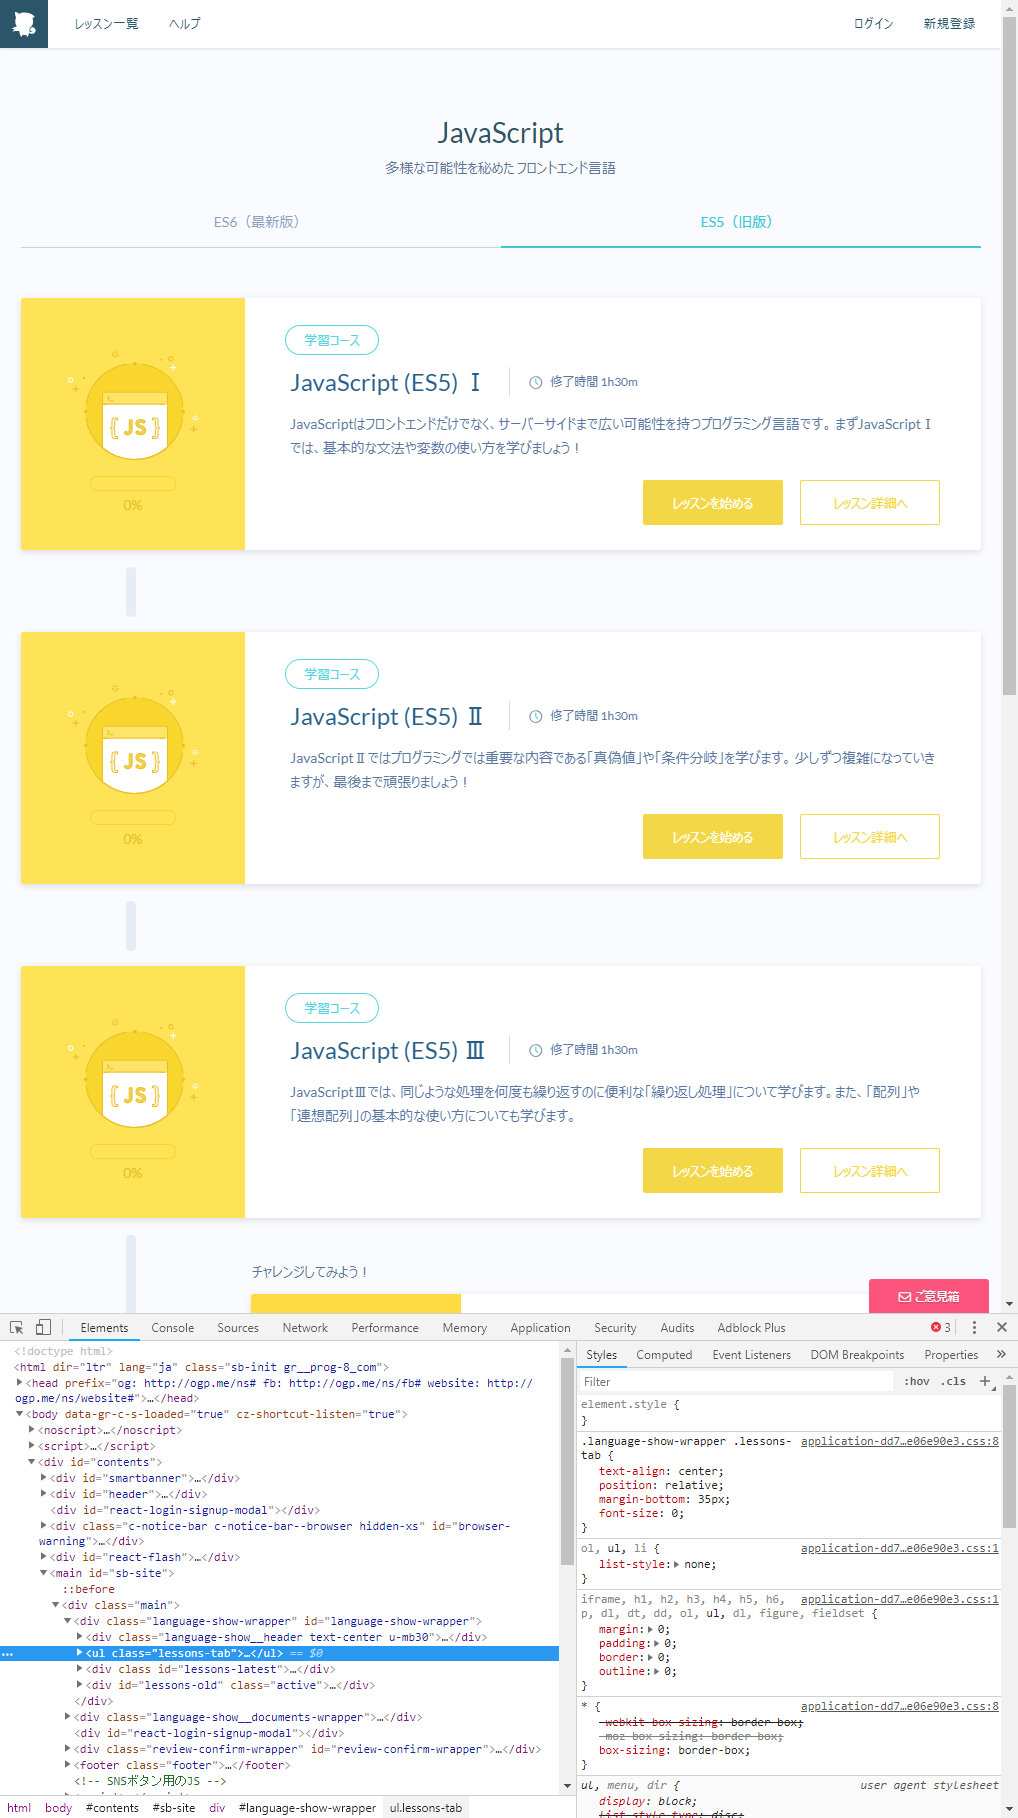 レッスン一覧 ヘルプ ログイン 新規登録
JavaScript
多様な可能性を秘めたフロントエンド言語
ES6（最新版） ES5（旧版）
学習コース
JavaScript (ES5) Ⅰ 修了時間 1h30m
JavaScriptはフロントエンドだけでなく、サーバーサイドまで広い可能性を持つプログラミング言語です。まずJavaScript Ⅰ
では、基本的な文法や変数の使い方を学びましょう！
{ JS }
0%
レッスンを始める レッスン詳細へ
学習コース
JavaScript (ES5) Ⅱ 修了時間 1h30m
JavaScript Ⅱではプログラミングでは重要な内容である「真偽値」や「条件分岐」を学びます。少しずつ複雑になっていき
ますが、最後まで頑張りましょう！
{ JS }
0%
レッスンを始める レッスン詳細へ
学習コース
JavaScript (ES5) Ⅲ 修了時間 1h30m
JavaScriptⅢでは、同じような処理を何度も繰り返すのに便利な「繰り返し処理」について学びます。また、「配列」や
「連想配列」の基本的な使い方についても学びます。
{ JS }
0%
レッスンを始める レッスン詳細へ
チャレンジしてみよう！
ご意見箱
Elements Console Sources Network Performance Memory Application Security Audits Adblock Plus 3
<!doctype html>
<html dir="ltr" lang="ja" class="sb-init gr__prog-8_com">
<head prefix="og: http://ogp.me/ns# fb: http://ogp.me/ns/fb# website: http://
ogp.me/ns/website#">…</head>
<body data-gr-c-s-loaded="true" cz-shortcut-listen="true">
<noscript>…</noscript>
<script>…</script>
<div id="contents">
<div id="smartbanner">…</div>
<div id="header">…</div>
<div id="react-login-signup-modal"></div>
<div class="c-notice-bar c-notice-bar--browser hidden-xs" id="browser-
warning">…</div>
<div id="react-flash">…</div>
<main id="sb-site">
::before
<div class="main">
<div class="language-show-wrapper" id="language-show-wrapper">
<div class="language-show__header text-center u-mb30">…</div>
… <ul class="lessons-tab">…</ul> == $0
<div class id="lessons-latest">…</div>
<div id="lessons-old" class="active">…</div>
</div>
<div class="language-show__documents-wrapper">…</div>
<div id="react-login-signup-modal"></div>
<div class="review-confirm-wrapper" id="review-confirm-wrapper">…</div>
<footer class="footer">…</footer>
<!-- SNSボタン用のJS -->
html body #contents #sb-site div #language-show-wrapper ul.lessons-tab
Styles Computed Event Listeners DOM Breakpoints Properties »
Filter :hov .cls +
element.style {
}
.language-show-wrapper .lessons- application-dd7…e06e90e3.css:8
tab {
text-align: center;
position: relative;
margin-bottom: 35px;
font-size: 0;
}
ol, ul, li { application-dd7…e06e90e3.css:1
list-style: none;
}
iframe, h1, h2, h3, h4, h5, h6, application-dd7…e06e90e3.css:1
p, dl, dt, dd, ol, ul, dl, figure, fieldset {
margin: 0;
padding: 0;
border: 0;
outline: 0;
}
* { application-dd7…e06e90e3.css:8
-webkit-box-sizing: border-box;
-moz-box-sizing: border-box;
box-sizing: border-box;
}
ul, menu, dir { user agent stylesheet
display: block;
list-style-type: disc;